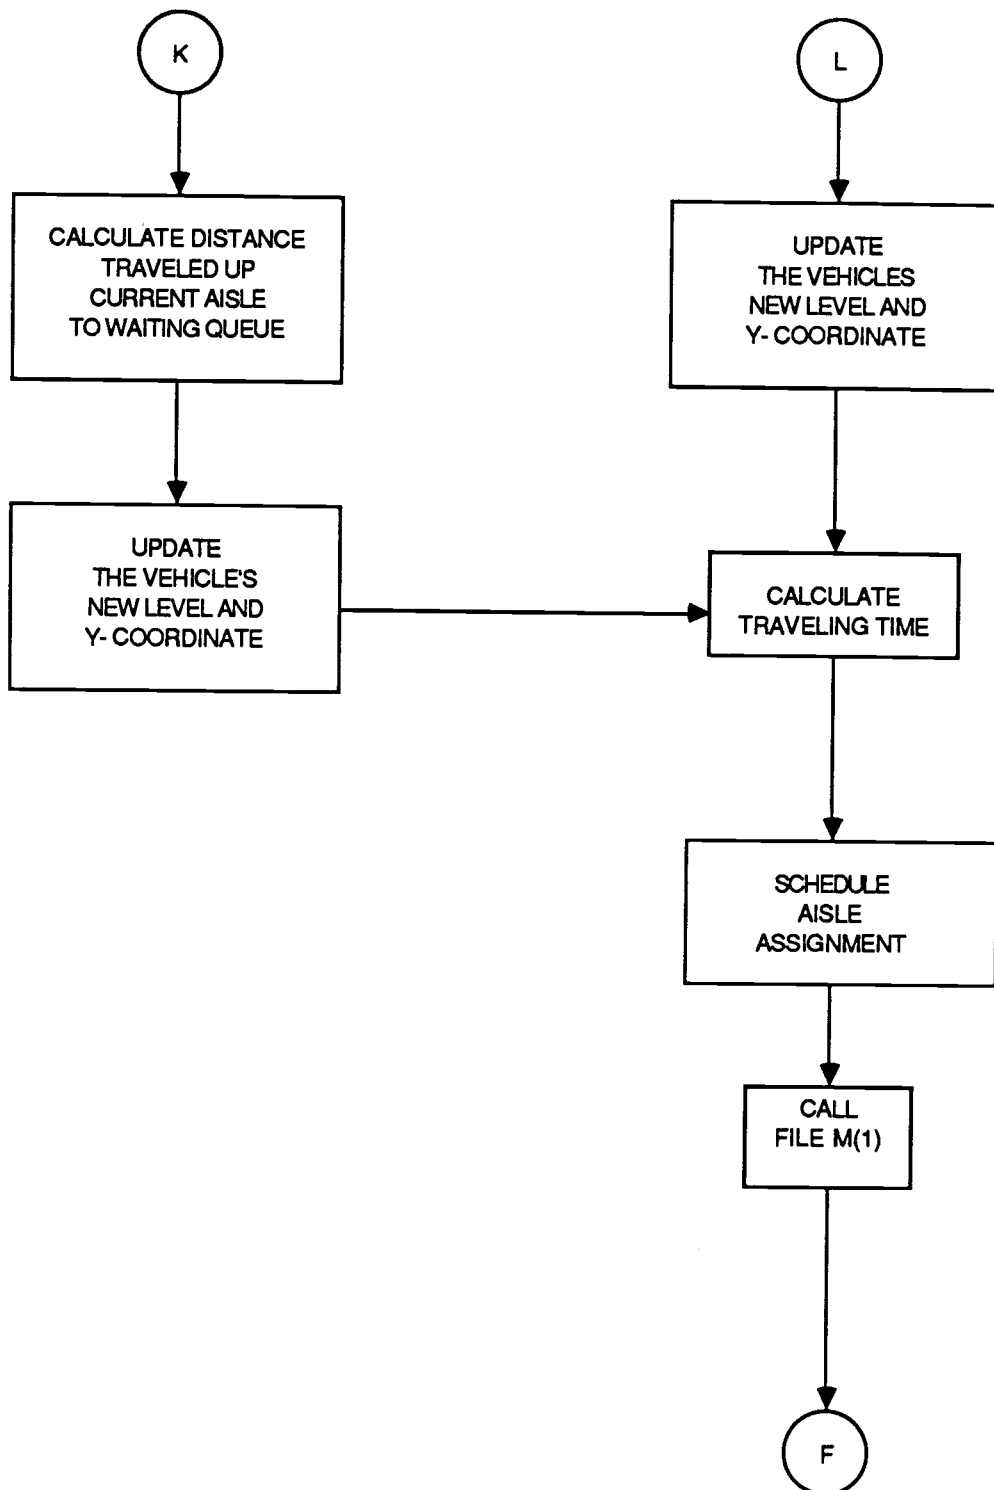 K
L
CALCULATE DISTANCE
TRAVELED UP
CURRENT AISLE
TO WAITING QUEUE
UPDATE
THE VEHICLES
NEW LEVEL AND
Y- COORDINATE
UPDATE
THE VEHICLE'S
NEW LEVEL AND
Y- COORDINATE
CALCULATE
TRAVELING TIME
SCHEDULE
AISLE
ASSIGNMENT
CALL
FILE M(1)
F